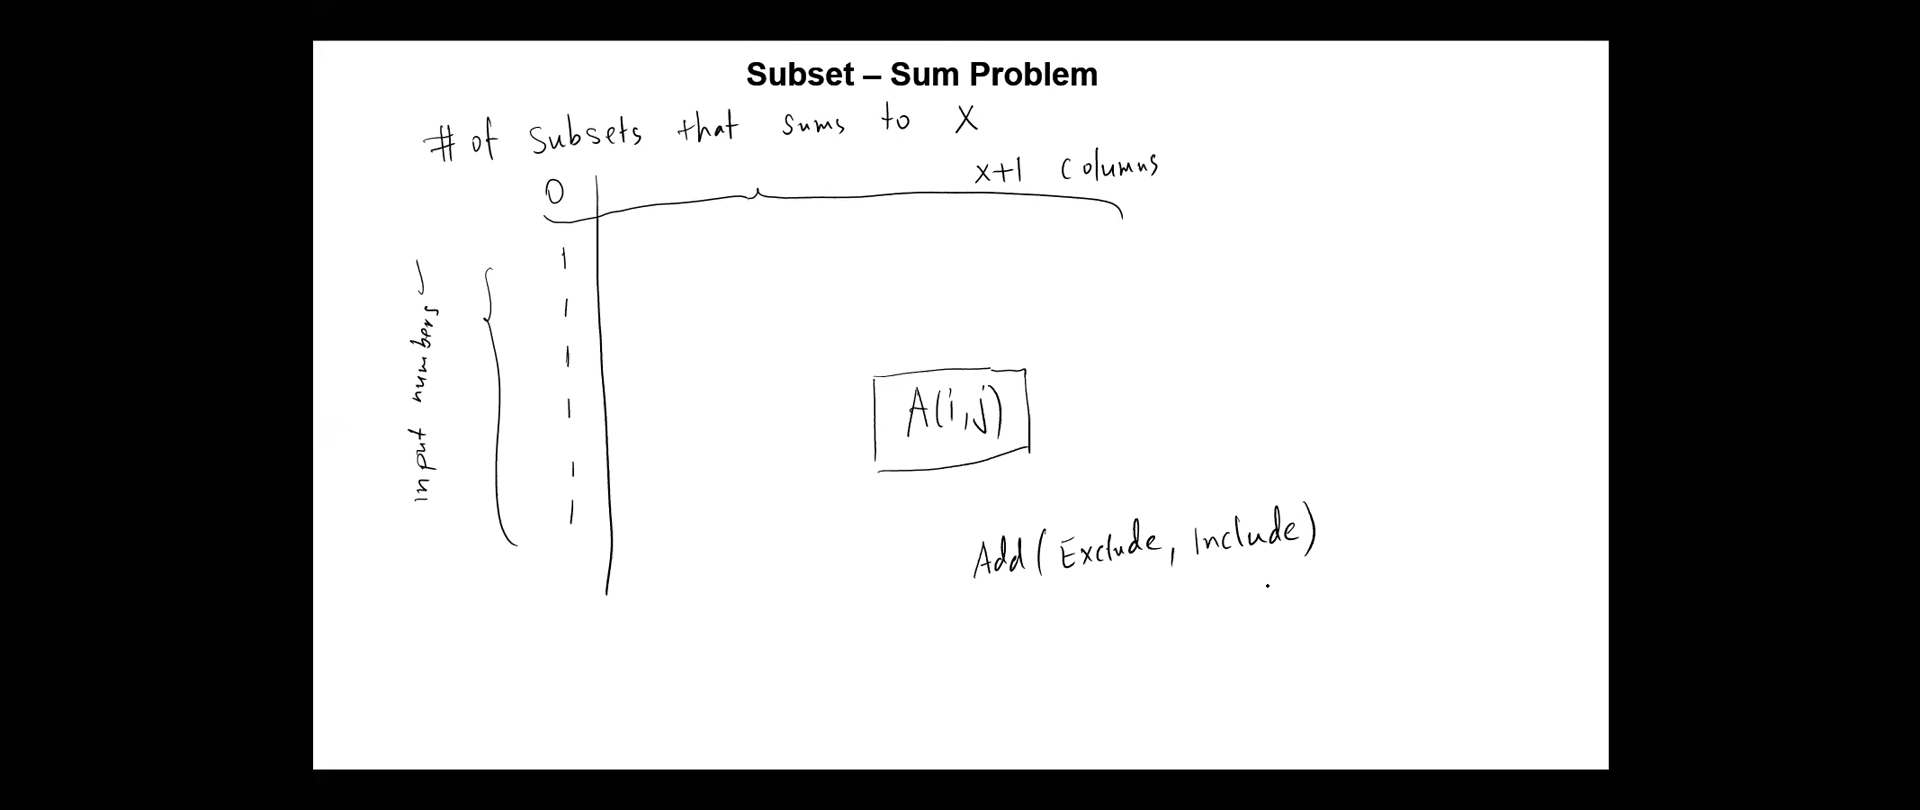 Subset – Sum Problem
# of subsets that sums to X
x+1 columns
0
1
1
1
1
1
1
input numbers
A(i,j)
Add(Exclude, Include)